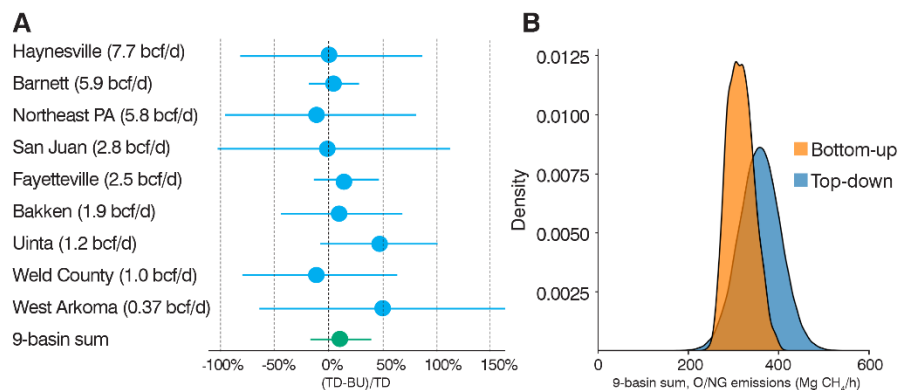 A
Haynesville (7.7 bcf/d)
Barnett (5.9 bcf/d)
Northeast PA (5.8 bcf/d)
San Juan (2.8 bcf/d)
Fayetteville (2.5 bcf/d)
Bakken (1.9 bcf/d)
Uinta (1.2 bcf/d)
Weld County (1.0 bcf/d)
West Arkoma (0.37 bcf/d)
9-basin sum
-100% -50% 0% 50% 100% 150%
(TD-BU)/TD
B
0.0125
0.0100
0.0075
0.0050
0.0025
Density
Bottom-up
Top-down
0 200 400 600
9-basin sum, O/NG emissions (Mg CH4/h)